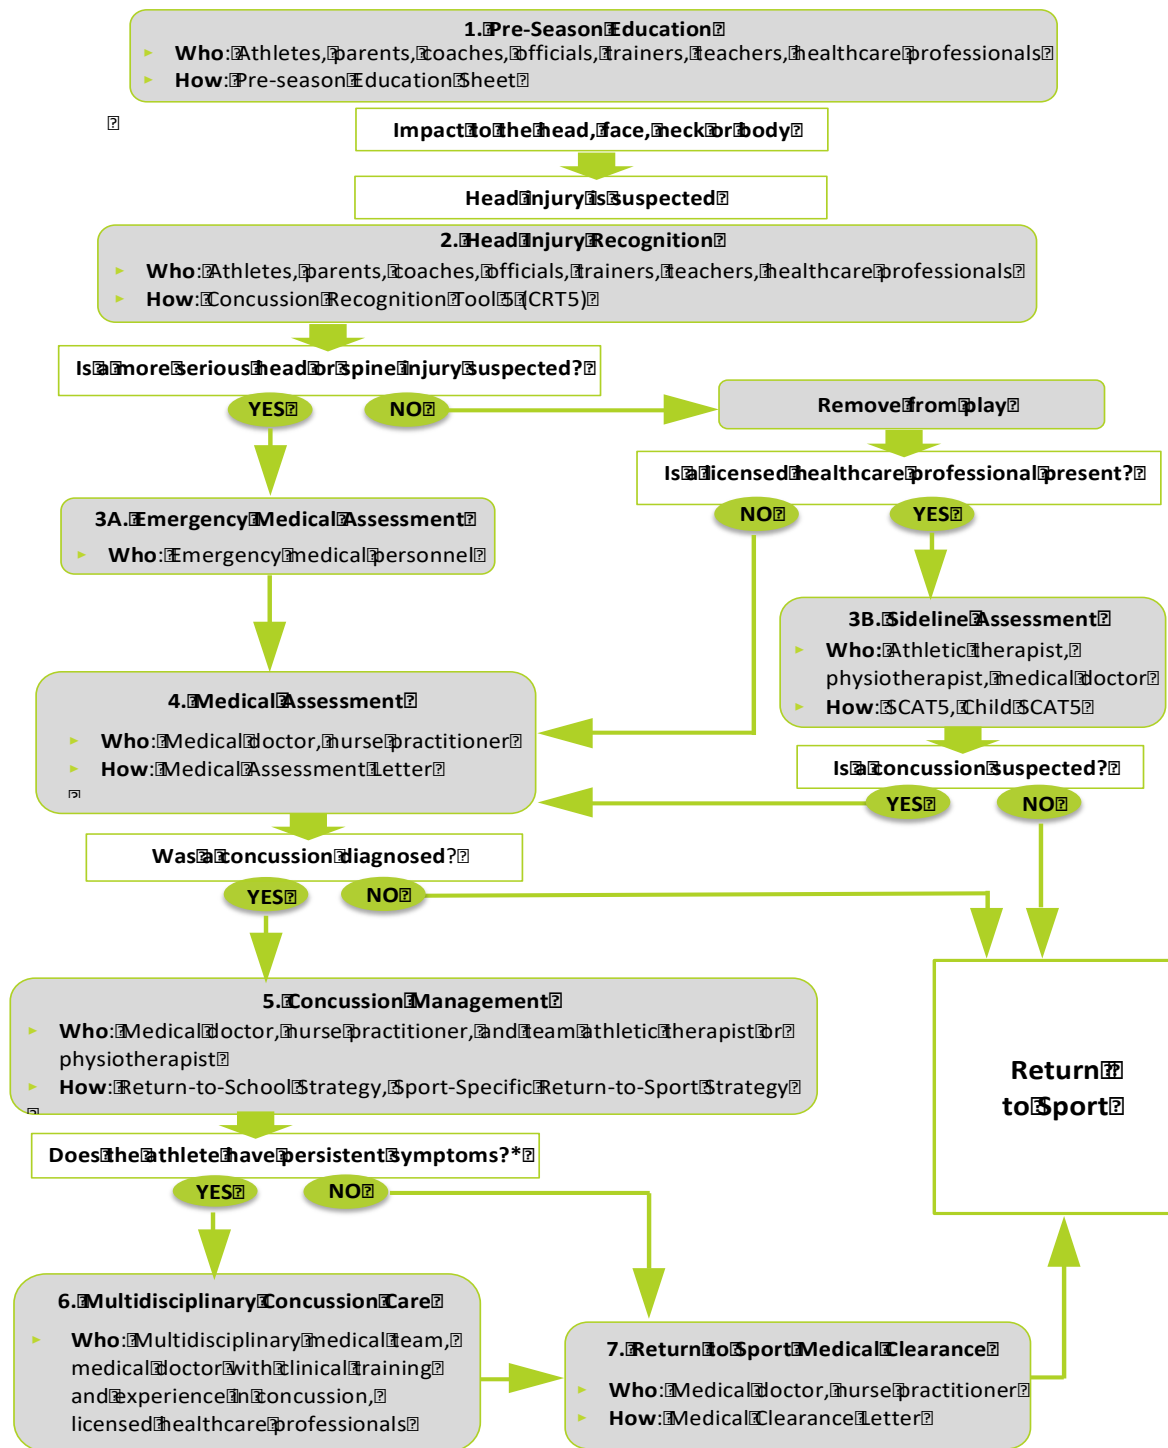 1. Pre-Season Education
Who: Athletes, parents, coaches, officials, trainers, teachers, healthcare professionals
How: Pre-season Education Sheet
Impact to the head, face, neck or body
Head injury is suspected
2. Head Injury Recognition
Who: Athletes, parents, coaches, officials, trainers, teachers, healthcare professionals
How: Concussion Recognition Tool 5 (CRT5)
Is a more serious head or spine injury suspected?
YES
NO
Remove from play
Is a licensed healthcare professional present?
NO
YES
3A. Emergency Medical Assessment
Who: Emergency medical personnel
3B. Sideline Assessment
Who: Athletic therapist,
physiotherapist, medical doctor
How: SCAT5, Child SCAT5
4. Medical Assessment
Who: Medical doctor, nurse practitioner
How: Medical Assessment Letter
Is a concussion suspected?
YES
NO
Was a concussion diagnosed?
YES
NO
5. Concussion Management
Who: Medical doctor, nurse practitioner, and team athletic therapist or
physiotherapist
How: Return-to-School Strategy, Sport-Specific Return-to-Sport Strategy
Return
to Sport
Does the athlete have persistent symptoms?*
YES
NO
6. Multidisciplinary Concussion Care
Who: Multidisciplinary medical team,
medical doctor with clinical training
and experience in concussion,
licensed healthcare professionals
7. Return to Sport Medical Clearance
Who: Medical doctor, nurse practitioner
How: Medical Clearance Letter